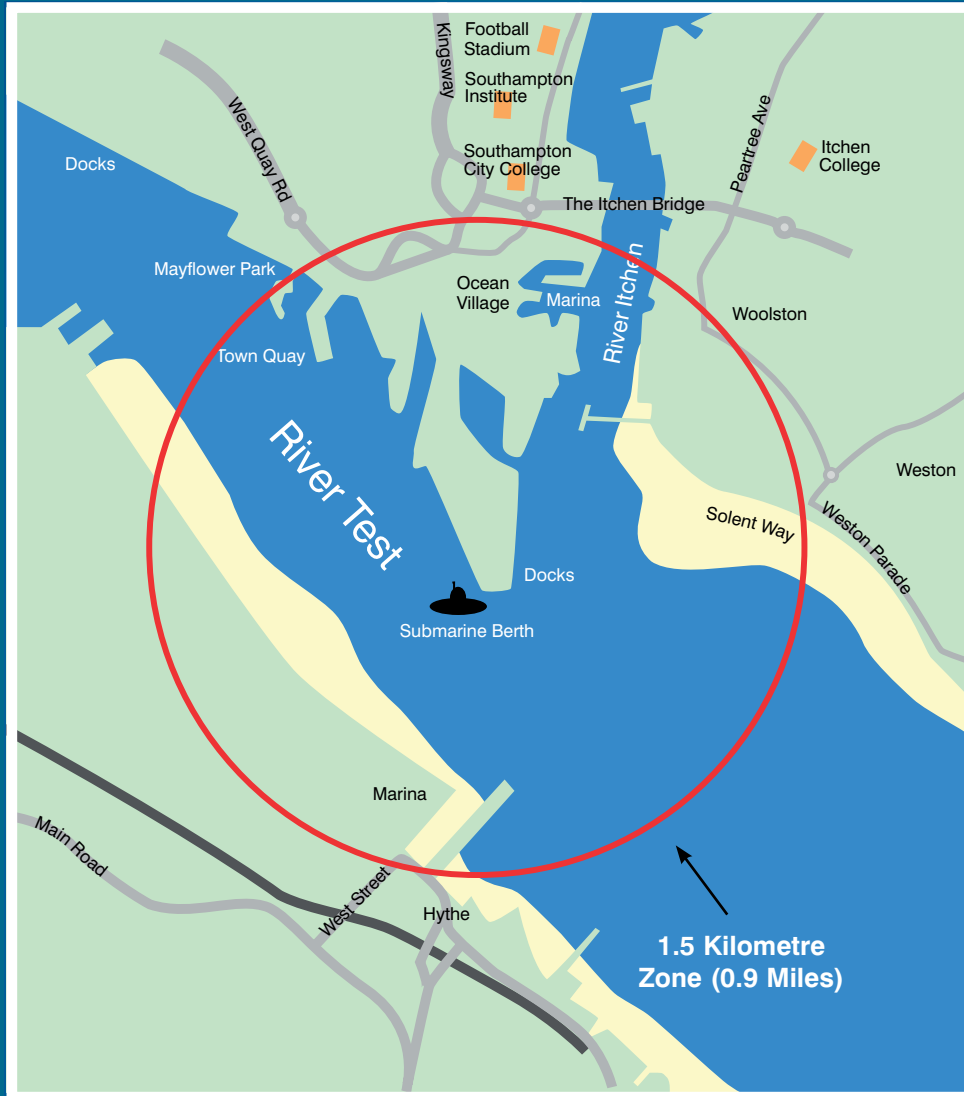 Kingsway
Football
Stadium
Southampton
Institute
Southampton
City College
West Quay Rd
Docks
Peartree Ave
Itchen
College
The Itchen Bridge
Mayflower Park
Ocean
Village
Marina
River Itchen
Woolston
Town Quay
River Test
Weston
Solent Way
Weston Parade
Docks
Submarine Berth
Marina
Main Road
West Street
Hythe
1.5 Kilometre
Zone (0.9 Miles)